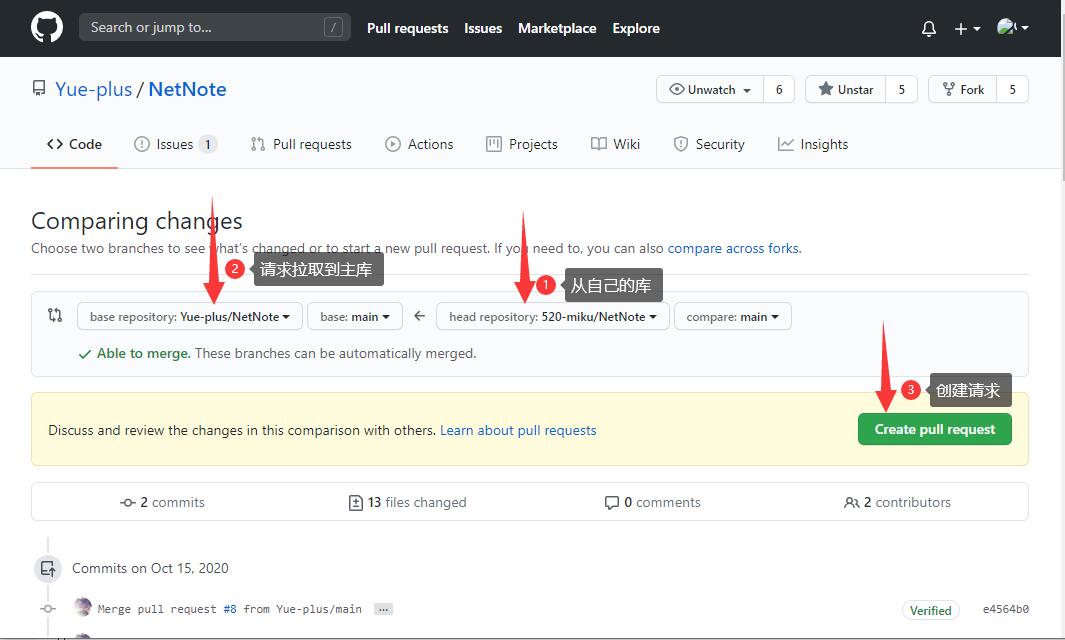 Search or jump to... /
Pull requests Issues Marketplace Explore
Yue-plus / NetNote
Unwatch 6 Unstar 5 Fork 5
Code Issues 1 Pull requests Actions Projects Wiki Security Insights
Comparing changes
Choose two branches to see what's changed or to start a new pull request. If you need to, you can also compare across forks.
2 请求拉取到主库
1 从自己的库
base repository: Yue-plus/NetNote base: main head repository: 520-miku/NetNote compare: main
Able to merge. These branches can be automatically merged.
3 创建请求
Discuss and review the changes in this comparison with others. Learn about pull requests
Create pull request
2 commits 13 files changed 0 comments 2 contributors
Commits on Oct 15, 2020
Merge pull request #8 from Yue-plus/main ... Verified e4564b0